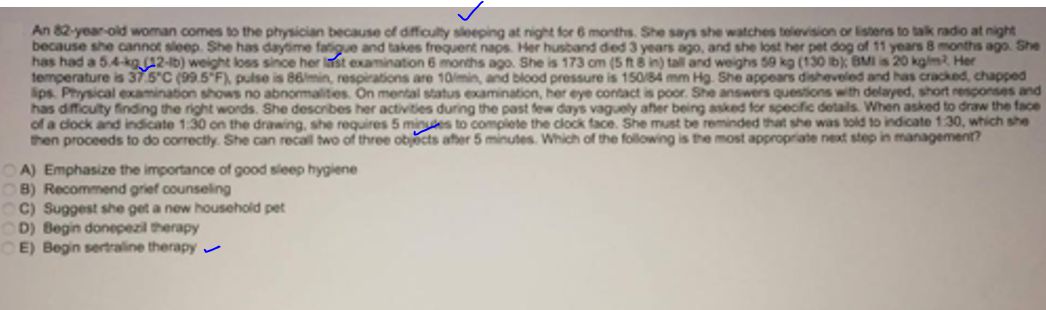 An 82-year-old woman comes to the physician because of difficulty sleeping at night for 6 months. She says she watches television or listens to talk radio at night
because she cannot sleep. She has daytime fatigue and takes frequent naps. Her husband died 3 years ago, and she lost her pet dog of 11 years 8 months ago. She
has had a 5.4-kg (12-lb) weight loss since her last examination 6 months ago. She is 173 cm (5 ft 8 in) tall and weighs 59 kg (130 lb); BMI is 20 kg/m². Her
temperature is 37.5°C (99.5°F), pulse is 86/min, respirations are 10/min, and blood pressure is 150/84 mm Hg. She appears disheveled and has cracked, chapped
lips. Physical examination shows no abnormalities. On mental status examination, her eye contact is poor. She answers questions with delayed, short responses and
has difficulty finding the right words. She describes her activities during the past few days vaguely after being asked for specific details. When asked to draw the face
of a clock and indicate 1:30 on the drawing, she requires 5 minutes to complete the clock face. She must be reminded that she was told to indicate 1:30, which she
then proceeds to do correctly. She can recall two of three objects after 5 minutes. Which of the following is the most appropriate next step in management?
A) Emphasize the importance of good sleep hygiene
B) Recommend grief counseling
C) Suggest she get a new household pet
D) Begin donepezil therapy
E) Begin sertraline therapy